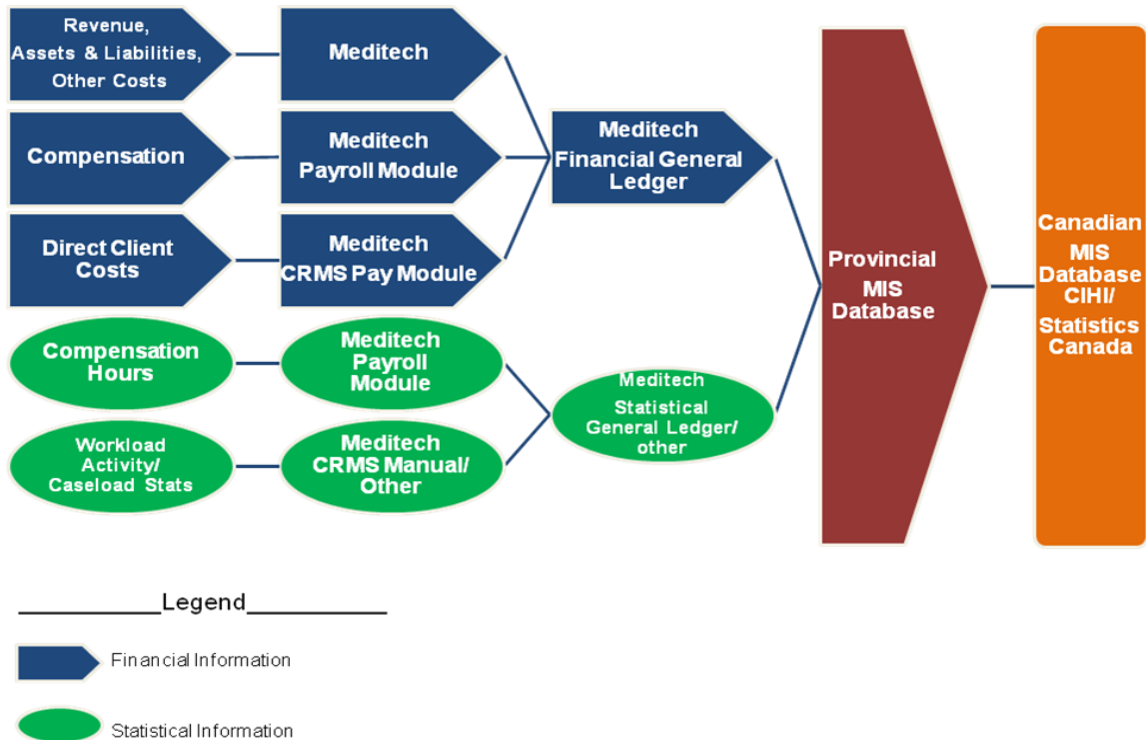 Revenue,
Assets & Liabilities,
Other Costs
Meditech
Compensation
Meditech
Payroll Module
Direct Client
Costs
Meditech
CRMS Pay Module
Meditech
Financial General
Ledger
Compensation
Hours
Meditech
Payroll
Module
Workload
Activity/
Caseload Stats
Meditech
CRMS Manual/
Other
Meditech
Statistical
General Ledger/
other
Provincial
MIS
Database
Canadian
MIS
Database
CIHI/
Statistics
Canada
__________Legend__________
Financial Information
Statistical Information